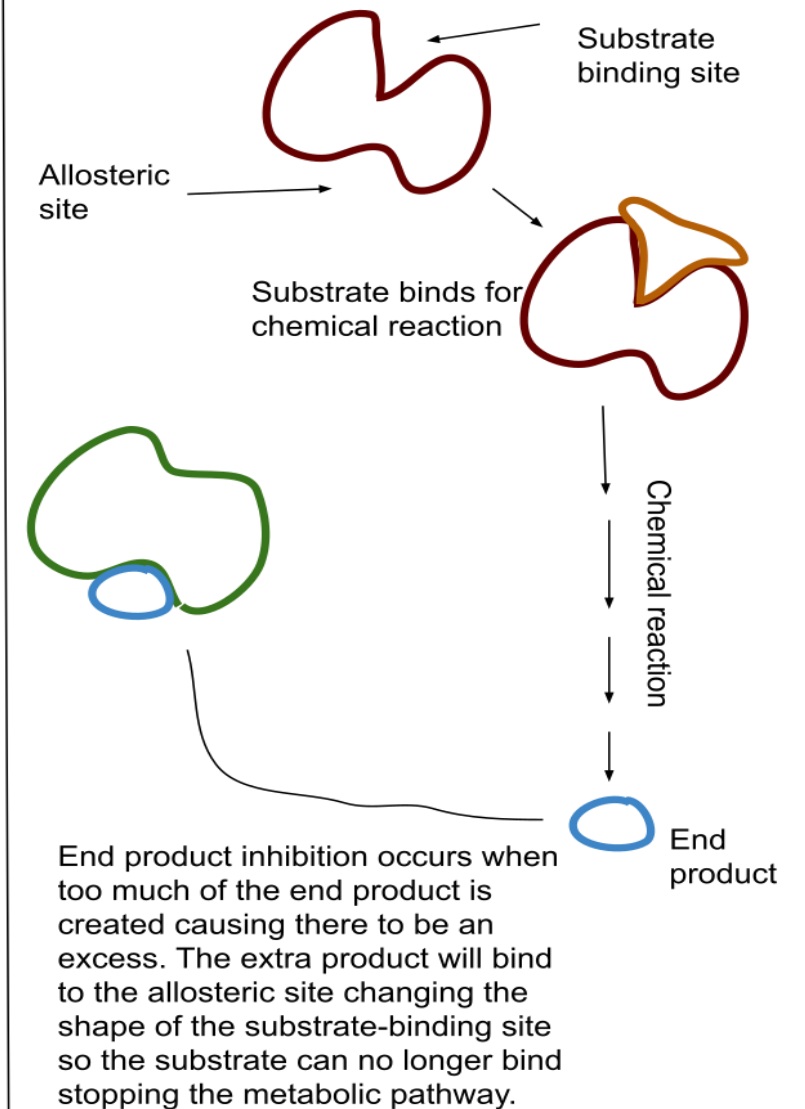 Substrate
binding site
Allosteric
site
Substrate binds for
chemical reaction
Chemical reaction
End
product
End product inhibition occurs when
too much of the end product is
created causing there to be an
excess. The extra product will bind
to the allosteric site changing the
shape of the substrate-binding site
so the substrate can no longer bind
stopping the metabolic pathway.